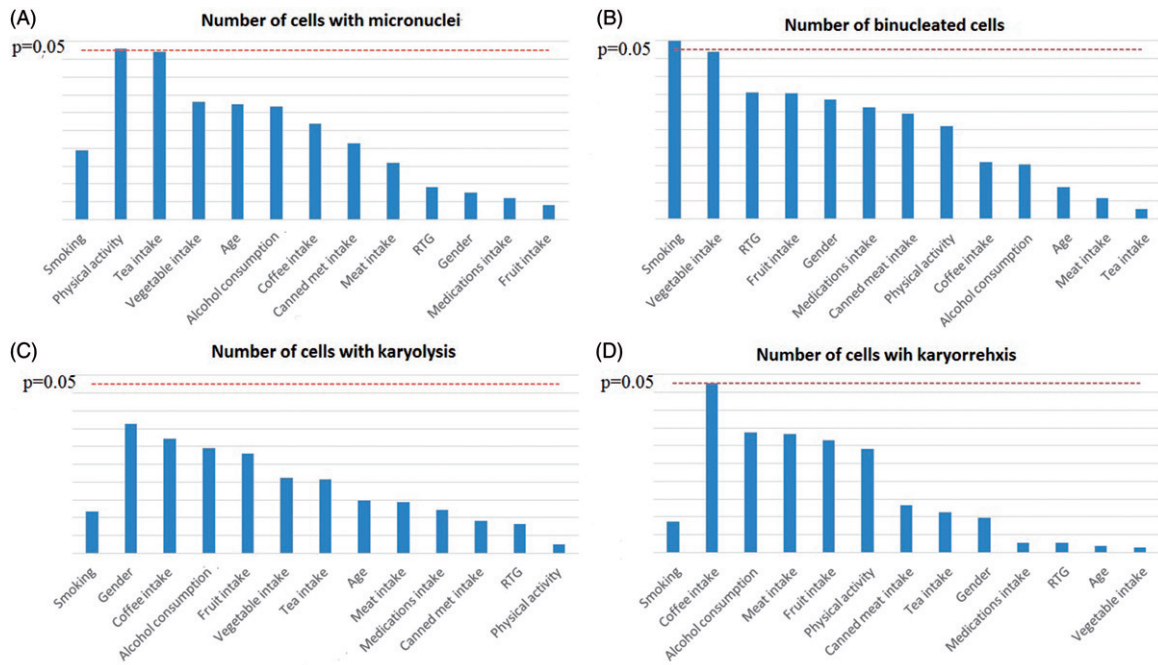 (A)
Number of cells with micronuclei
p=0.05
Smoking
Physical activity
Tea intake
Vegetable intake
Age
Alcohol consumption
Coffee intake
Canned met intake
Meat intake
RTG
Gender
Medications intake
Fruit intake
(B)
Number of binucleated cells
p=0.05
Smoking
Vegetable intake
RTG
Fruit intake
Gender
Medications intake
Canned meat intake
Physical activity
Coffee intake
Alcohol consumption
Age
Meat intake
Tea intake
(C)
Number of cells with karyolysis
p=0.05
Smoking
Gender
Coffee intake
Alcohol consumption
Fruit intake
Vegetable intake
Tea intake
Age
Meat intake
Medications intake
Canned met intake
RTG
Physical activity
(D)
Number of cells wih karyorrehxis
p=0.05
Smoking
Coffee intake
Alcohol consumption
Meat intake
Fruit intake
Physical activity
Canned meat intake
Tea intake
Gender
Medications intake
RTG
Age
Vegetable intake